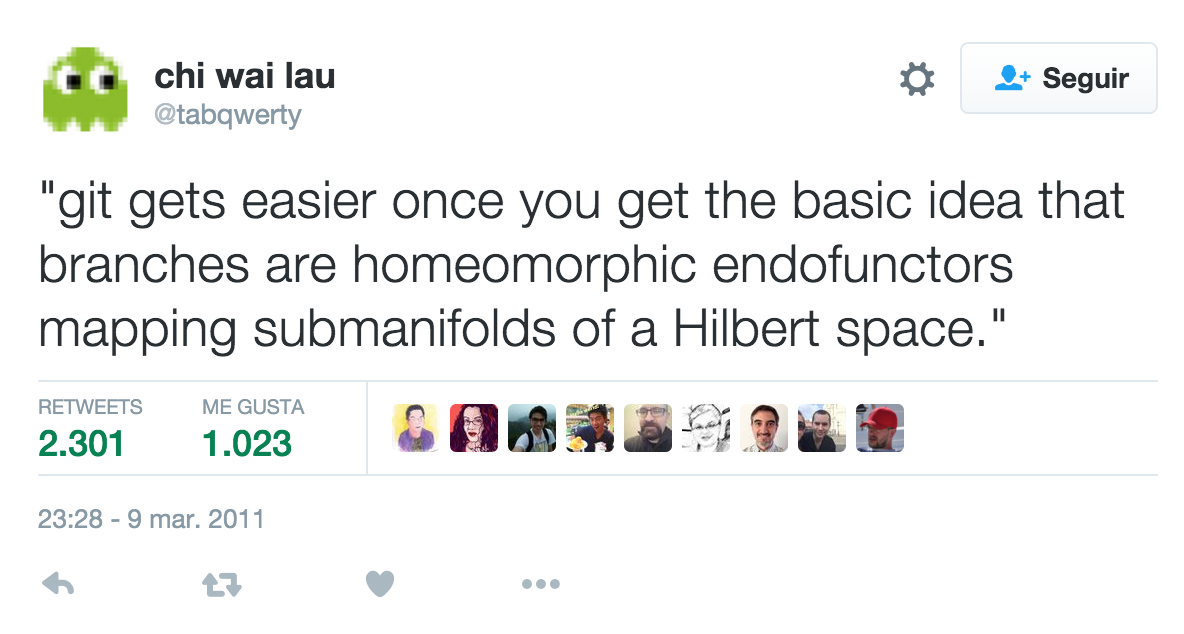 chi wai lau
@tabqwerty
Seguir
"git gets easier once you get the basic idea that
branches are homeomorphic endofunctors
mapping submanifolds of a Hilbert space."
RETWEETS
2.301
ME GUSTA
1.023
23:28 - 9 mar. 2011